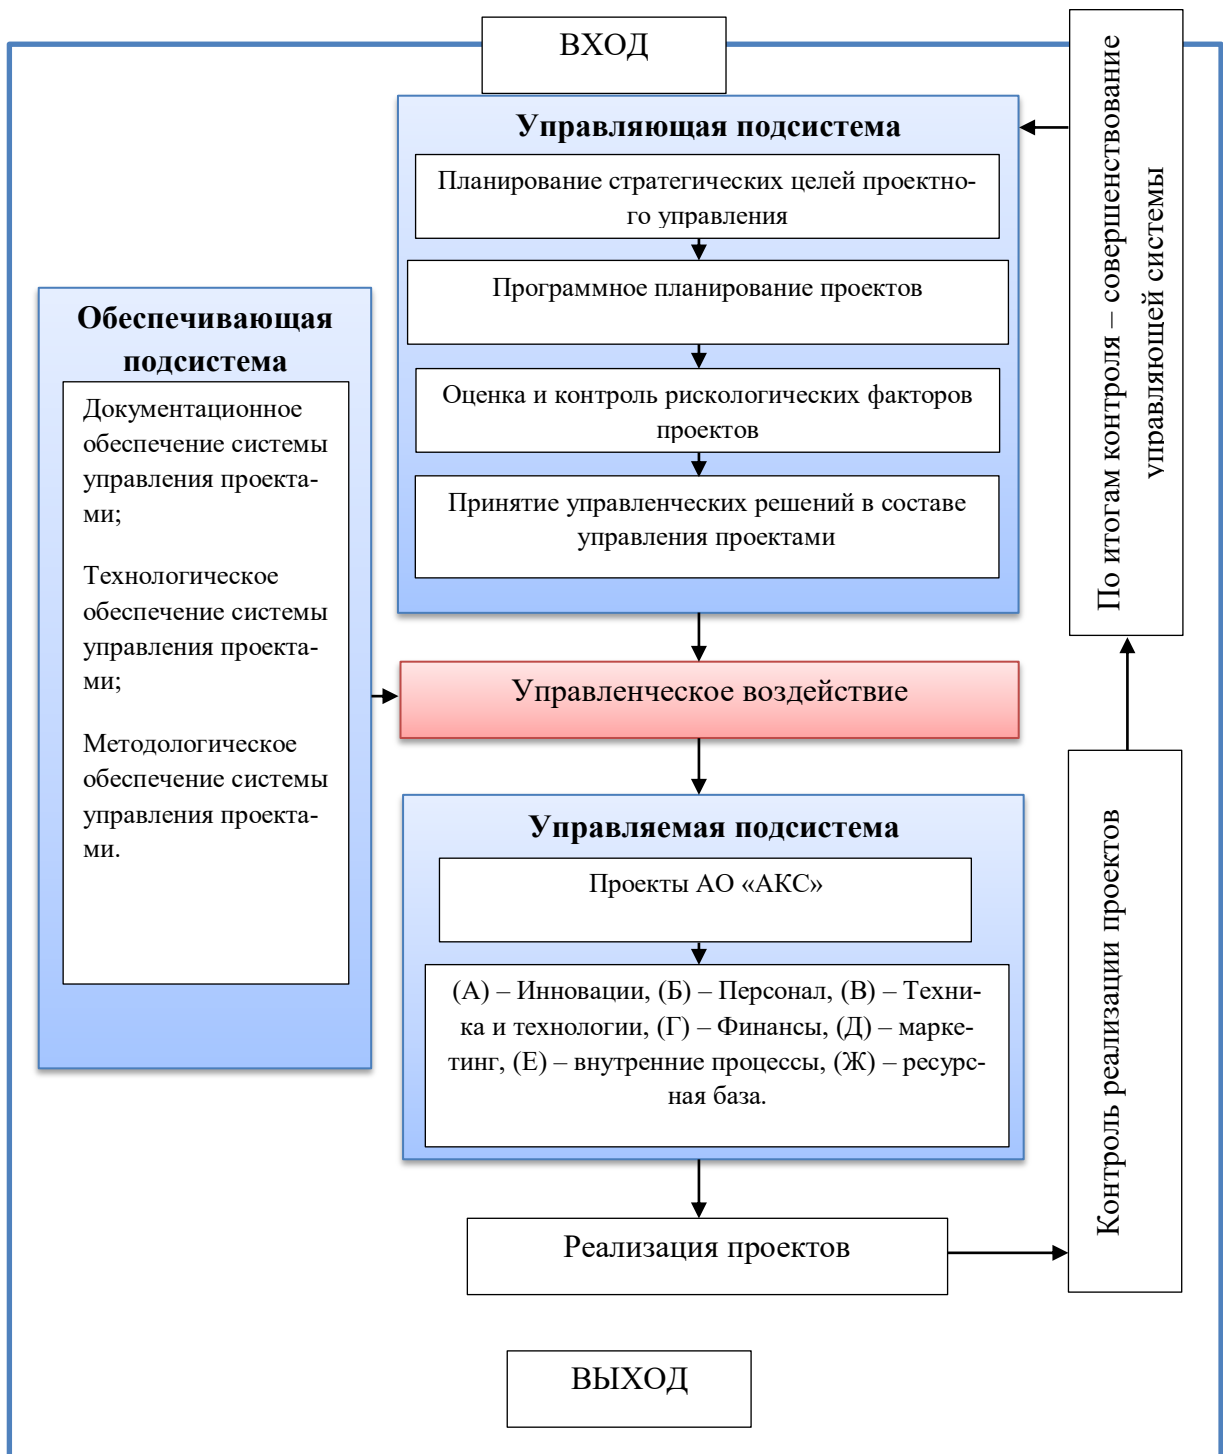 ВХОД
Управляющая подсистема
Планирование стратегических целей проектно-
го управления
Программное планирование проектов
Оценка и контроль рискологических факторов
проектов
Принятие управленческих решений в составе
управления проектами
Обеспечивающая
подсистема
Документационное
обеспечение системы
управления проекта-
ми;
Технологическое
обеспечение системы
управления проекта-
ми;
Методологическое
обеспечение системы
управления проекта-
ми.
Управленческое воздействие
Управляемая подсистема
Проекты АО «АКС»
(А) – Инновации, (Б) – Персонал, (В) – Техни-
ка и технологии, (Г) – Финансы, (Д) – марке-
тинг, (Е) – внутренние процессы, (Ж) – ресурс-
ная база.
Реализация проектов
Контроль реализации проектов
По итогам контроля – совершенствование
управляющей системы
ВЫХОД